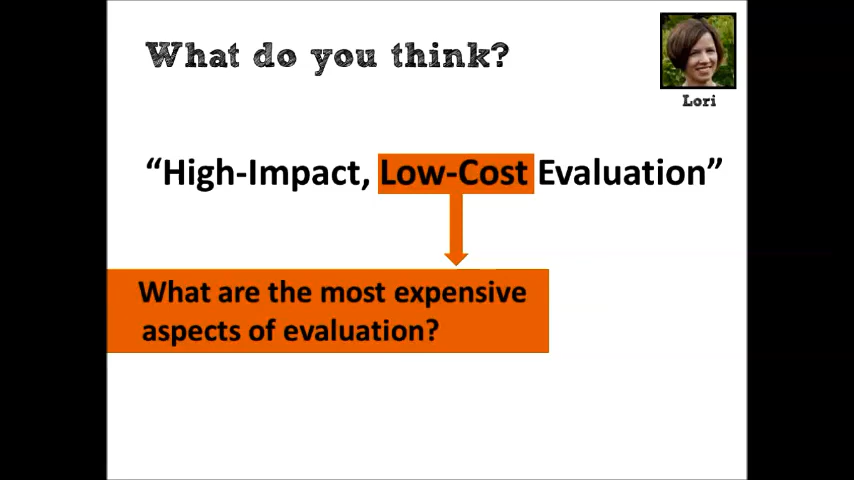 What do you think?
Lori
“High-Impact, Low-Cost Evaluation”
What are the most expensive
aspects of evaluation?